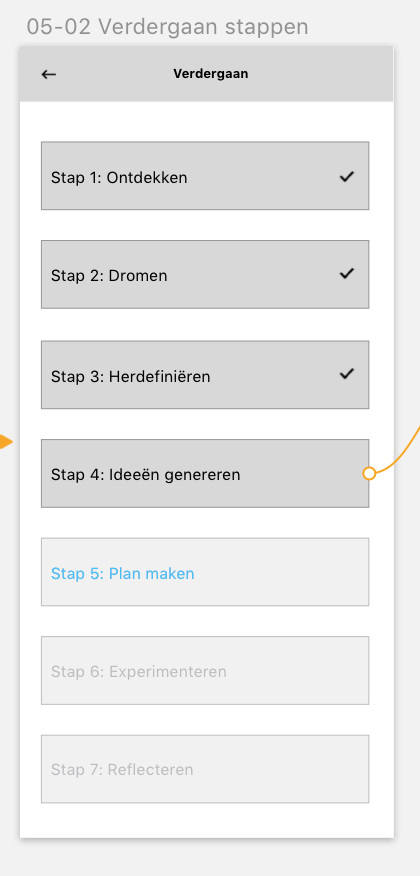 05-02 Verdergaan stappen
Verdergaan
Stap 1: Ontdekken
Stap 2: Dromen
Stap 3: Herdefiniëren
Stap 4: Ideeën genereren
Stap 5: Plan maken
Stap 6: Experimenteren
Stap 7: Reflecteren